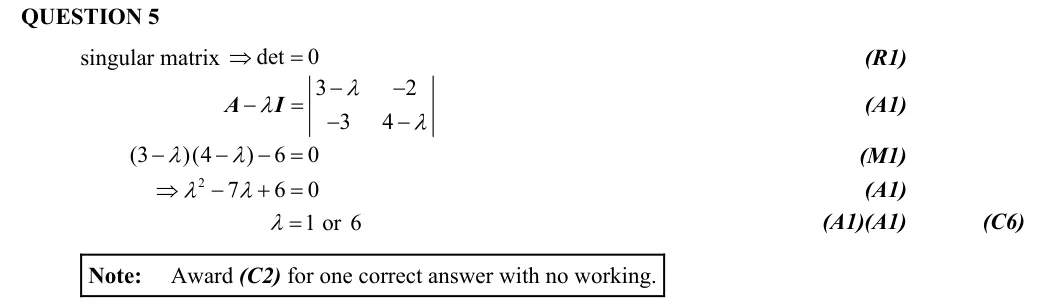 QUESTION 5
singular matrix ⇒ det = 0 (R1)
A − λI = |3 − λ −2| (A1)
|−3 4 − λ|
(3 − λ)(4 − λ) − 6 = 0 (M1)
⇒ λ² − 7λ + 6 = 0 (A1)
λ = 1 or 6 (A1)(A1) (C6)
Note: Award (C2) for one correct answer with no working.